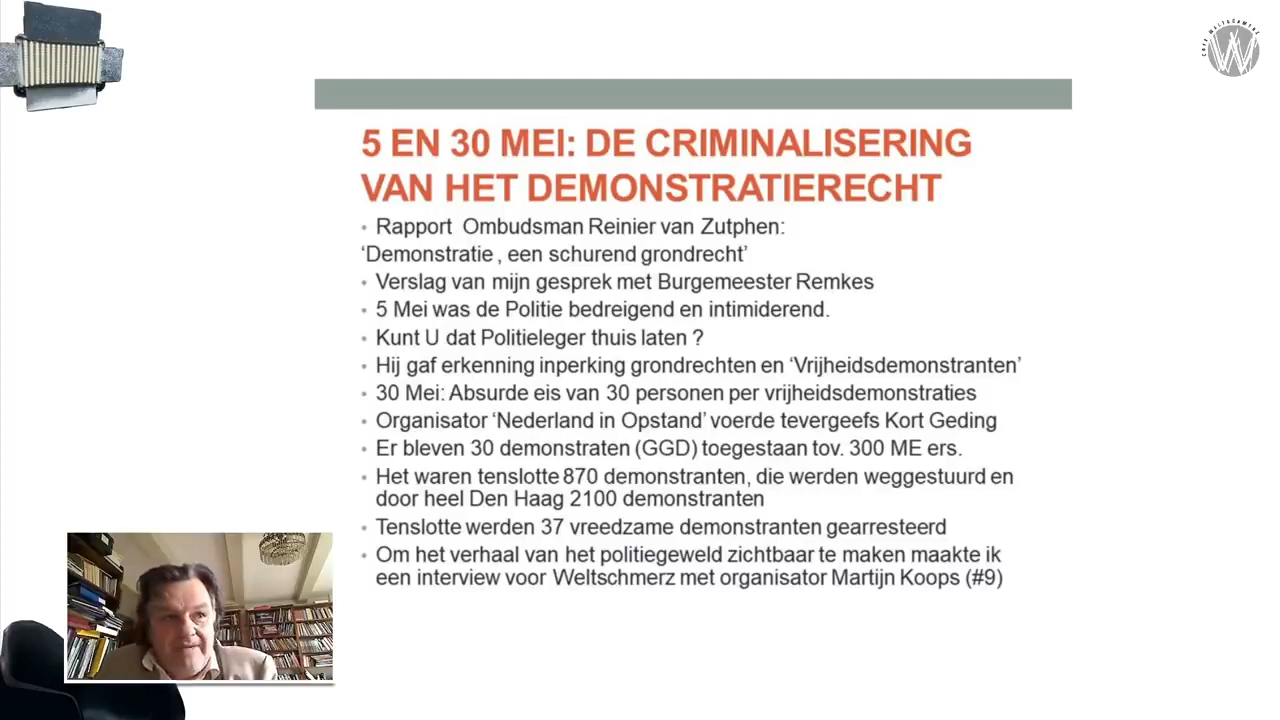 CAFE WELTSCHMERZ
5 EN 30 MEI: DE CRIMINALISERING
VAN HET DEMONSTRATIERECHT
• Rapport Ombudsman Reinier van Zutphen:
‘Demonstratie , een schurend grondrecht’
• Verslag van mijn gesprek met Burgemeester Remkes
• 5 Mei was de Politie bedreigend en intimiderend.
• Kunt U dat Politieleger thuis laten ?
• Hij gaf erkenning inperking grondrechten en ‘Vrijheidsdemonstranten’
• 30 Mei: Absurde eis van 30 personen per vrijheidsdemonstraties
• Organisator ‘Nederland in Opstand’ voerde tevergeefs Kort Geding
• Er bleven 30 demonstraten (GGD) toegestaan tov. 300 ME ers.
• Het waren tenslotte 870 demonstranten, die werden weggestuurd en
door heel Den Haag 2100 demonstranten
• Tenslotte werden 37 vreedzame demonstranten gearresteerd
• Om het verhaal van het politiegeweld zichtbaar te maken maakte ik
een interview voor Weltschmerz met organisator Martijn Koops (#9)